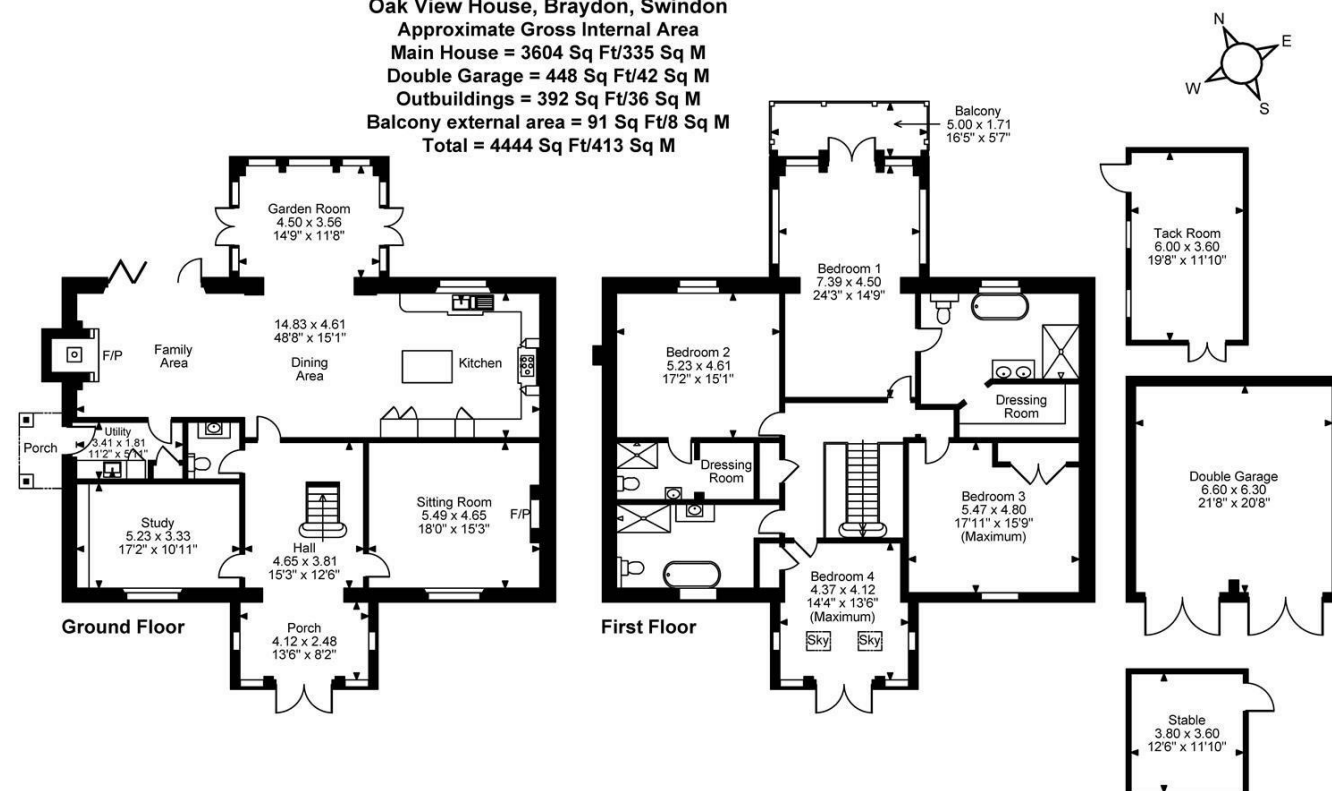 Oak View House, Braydon, Swindon
Approximate Gross Internal Area
Main House = 3604 Sq Ft/335 Sq M
Double Garage = 448 Sq Ft/42 Sq M
Outbuildings = 392 Sq Ft/36 Sq M
Balcony external area = 91 Sq Ft/8 Sq M
Total = 4444 Sq Ft/413 Sq M
N
E
W
S
Garden Room
4.50 x 3.56
14'9" x 11'8"
14.83 x 4.61
48'8" x 15'1"
Dining
Area
F/P
Family
Area
Kitchen
Porch
Utility
3.41 x 1.81
11'2" x 5'11"
Study
5.23 x 3.33
17'2" x 10'11"
Hall
4.65 x 3.81
15'3" x 12'6"
Sitting Room
5.49 x 4.65
18'0" x 15'3"
F/P
Porch
4.12 x 2.48
13'6" x 8'2"
Ground Floor
Balcony
5.00 x 1.71
16'5" x 5'7"
Bedroom 1
7.39 x 4.50
24'3" x 14'9"
Bedroom 2
5.23 x 4.61
17'2" x 15'1"
Dressing
Room
Dressing
Room
Bedroom 3
5.47 x 4.80
17'11" x 15'9"
(Maximum)
Bedroom 4
4.37 x 4.12
14'4" x 13'6"
(Maximum)
Sky
Sky
First Floor
Tack Room
6.00 x 3.60
19'8" x 11'10"
Double Garage
6.60 x 6.30
21'8" x 20'8"
Stable
3.80 x 3.60
12'6" x 11'10"